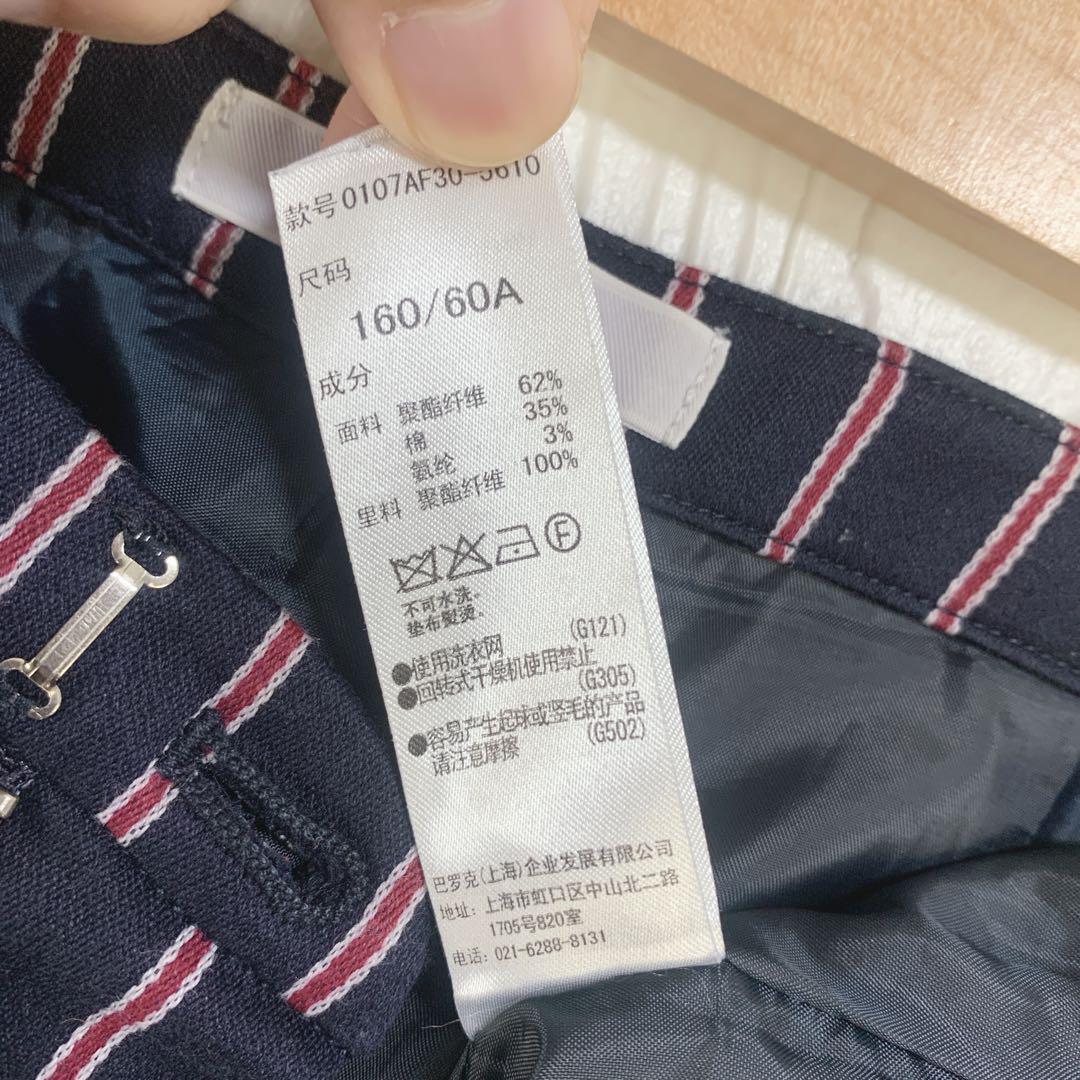 款号0107AF30-5610
尺码
160/60A
成分
面料 聚酯纤维 62%
棉 35%
氨纶 3%
里料 聚酯纤维 100%
F
不可水洗。
垫布熨烫。
●使用洗衣网 (G121)
●回转式干燥机使用禁止 (G305)
●容易产生起球或竖毛的产品
请注意摩擦 (G502)
巴罗克(上海)企业发展有限公司
地址: 上海市虹口区中山北二路
1705号820室
电话: 021-6288-8131